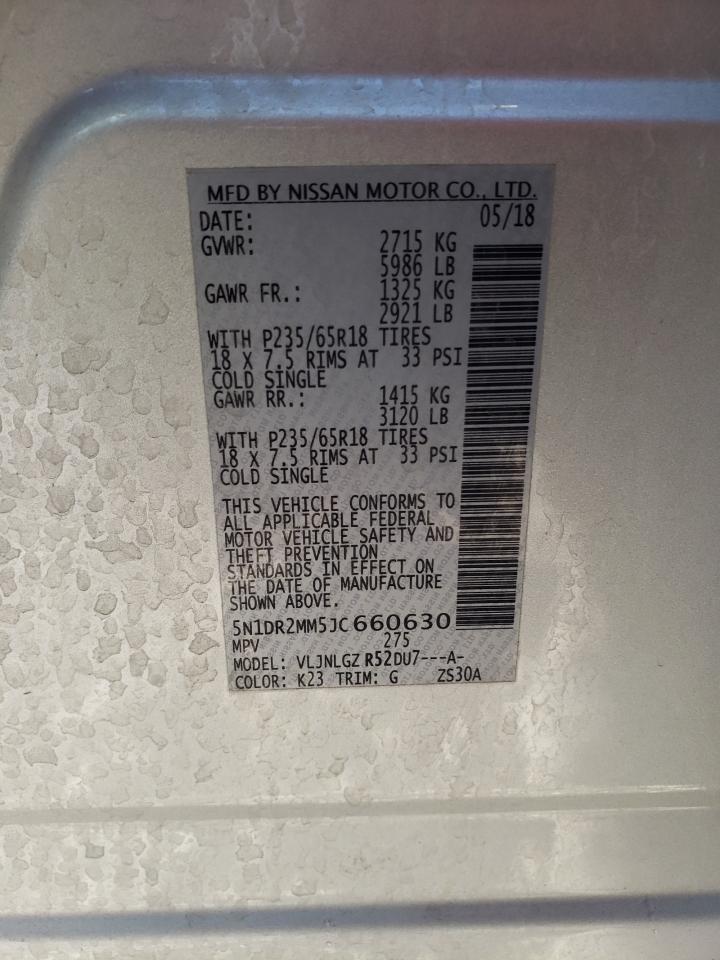 MFD BY NISSAN MOTOR CO., LTD.
DATE: 05/18
GVWR: 2715 KG
5986 LB
GAWR FR.: 1325 KG
2921 LB
WITH P235/65R18 TIRES
18 X 7.5 RIMS AT 33 PSI
COLD SINGLE
GAWR RR.: 1415 KG
3120 LB
WITH P235/65R18 TIRES
18 X 7.5 RIMS AT 33 PSI
COLD SINGLE
THIS VEHICLE CONFORMS TO
ALL APPLICABLE FEDERAL
MOTOR VEHICLE SAFETY AND
THEFT PREVENTION
STANDARDS IN EFFECT ON
THE DATE OF MANUFACTURE
SHOWN ABOVE.
5N1DR2MM5JC660630
MPV 275
MODEL: VLJNLGZ R52DU7---A-
COLOR: K23 TRIM: G ZS30A